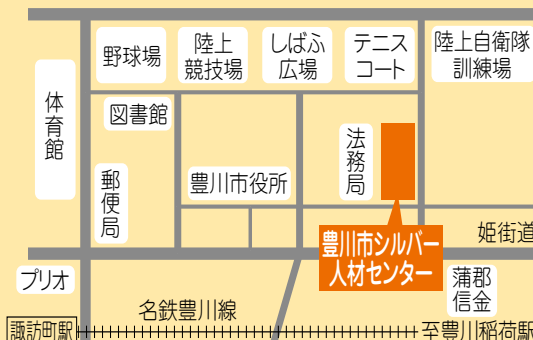 野球場
陸上
競技場
しばふ
広場
テニス
コート
陸上自衛隊
訓練場
体育館
図書館
郵便局
豊川市役所
法務局
豊川市シルバー
人材センター
姫街道
プリオ
蒲郡
信金
名鉄豊川線
諏訪町駅
至豊川稲荷駅